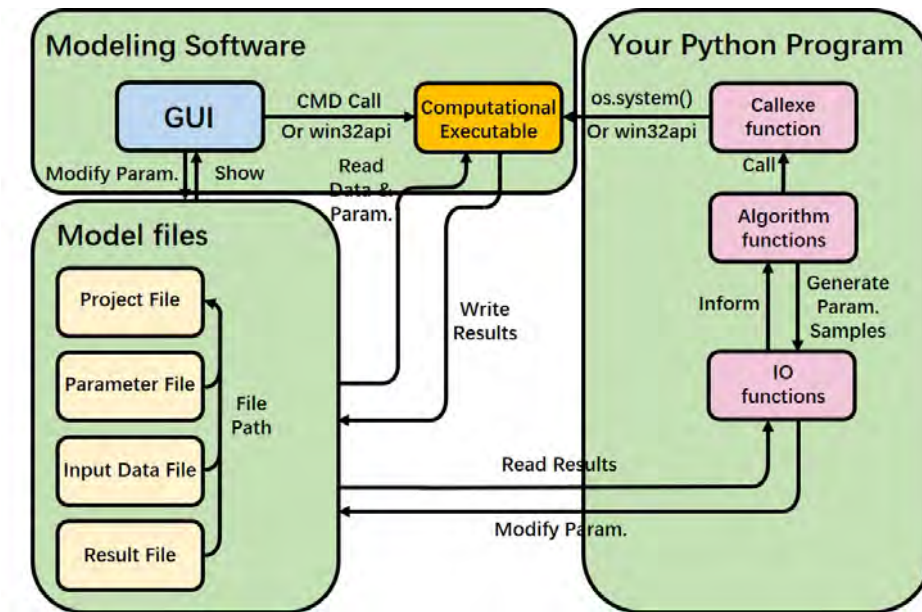 Modeling Software
GUI
CMD Call
Or win32api
Computational
Executable
Modify Param.
Show
Read
Data &
Param.
Your Python Program
os.system()
Or win32api
Callexe
function
Call
Algorithm
functions
Inform
Generate
Param.
Samples
IO
functions
Model files
Project File
Parameter File
Input Data File
Result File
File
Path
Write
Results
Read Results
Modify Param.